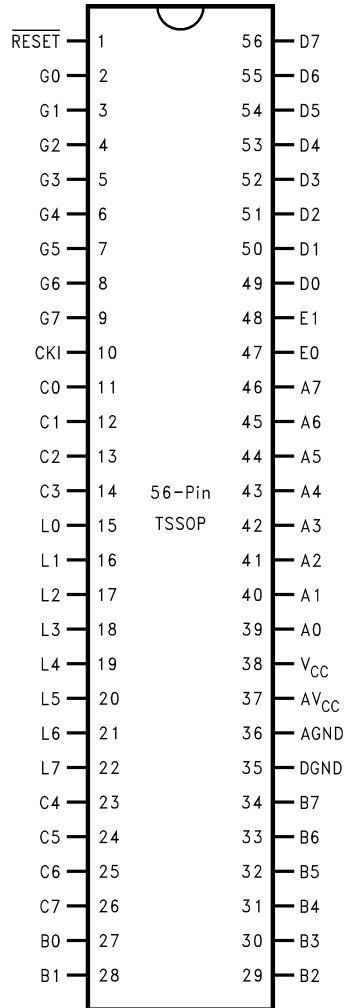 RESET 1 56 D7
G0 2 55 D6
G1 3 54 D5
G2 4 53 D4
G3 5 52 D3
G4 6 51 D2
G5 7 50 D1
G6 8 49 D0
G7 9 48 E1
CKI 10 47 E0
C0 11 46 A7
C1 12 45 A6
C2 13 44 A5
C3 14 56-Pin 43 A4
L0 15 TSSOP 42 A3
L1 16 41 A2
L2 17 40 A1
L3 18 39 A0
L4 19 38 VCC
L5 20 37 AVCC
L6 21 36 AGND
L7 22 35 DGND
C4 23 34 B7
C5 24 33 B6
C6 25 32 B5
C7 26 31 B4
B0 27 30 B3
B1 28 29 B2